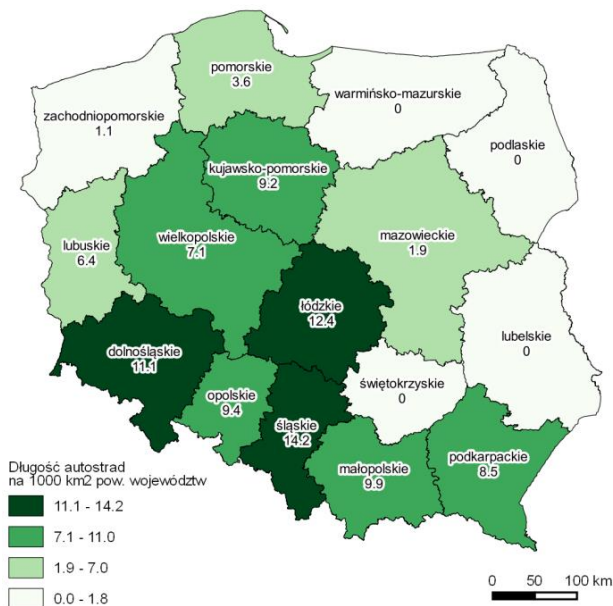 pomorskie
3.6
warmińsko-mazurskie
0
zachodniopomorskie
1.1
podlaskie
0
kujawsko-pomorskie
9.2
wielkopolskie
7.1
mazowieckie
1.9
lubuskie
6.4
łódzkie
12.4
dolnośląskie
11.1
lubelskie
0
opolskie
9.4
świętokrzyskie
0
śląskie
14.2
małopolskie
9.9
podkarpackie
8.5
Długość autostrad
na 1000 km2 pow. województw
11.1 - 14.2
7.1 - 11.0
1.9 - 7.0
0.0 - 1.8
0 50 100 km